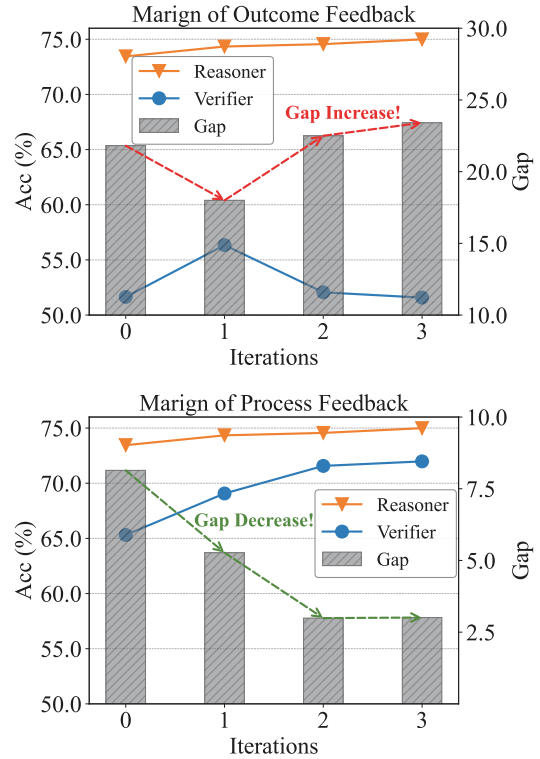 Marign of Outcome Feedback
75.0
70.0
65.0
60.0
55.0
50.0
Acc (%)
30.0
25.0
20.0
15.0
10.0
Gap
Reasoner
Verifier
Gap
Gap Increase!
0 1 2 3
Iterations
Marign of Process Feedback
75.0
70.0
65.0
60.0
55.0
50.0
Acc (%)
10.0
7.5
5.0
2.5
Gap
Reasoner
Verifier
Gap
Gap Decrease!
0 1 2 3
Iterations